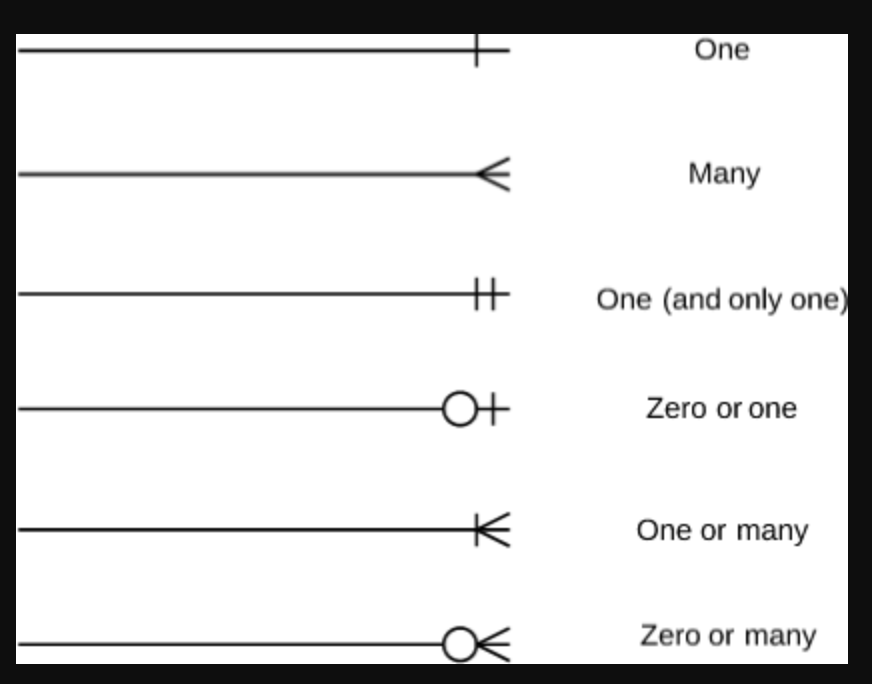 One
Many
One (and only one)
Zero or one
One or many
Zero or many